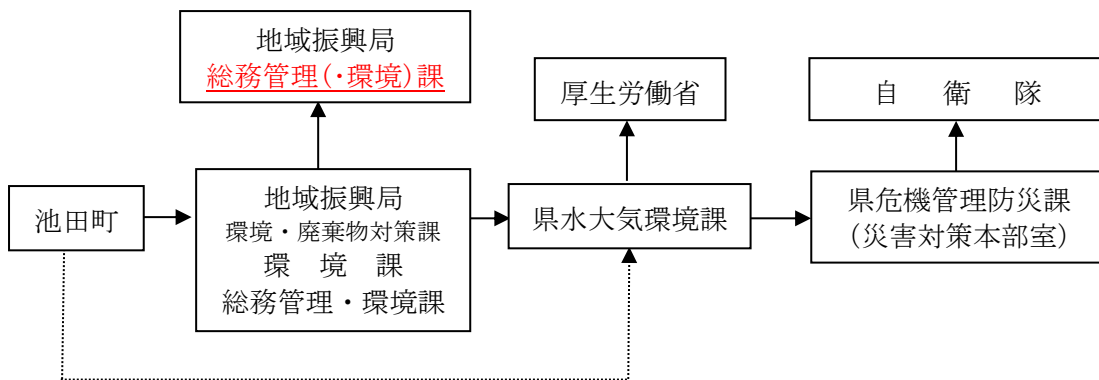 地域振興局
総務管理(・環境)課
厚生労働省
自　衛　隊
池田町
地域振興局
環境・廃棄物対策課
環　境　課
総務管理・環境課
県水大気環境課
県危機管理防災課
(災害対策本部室)